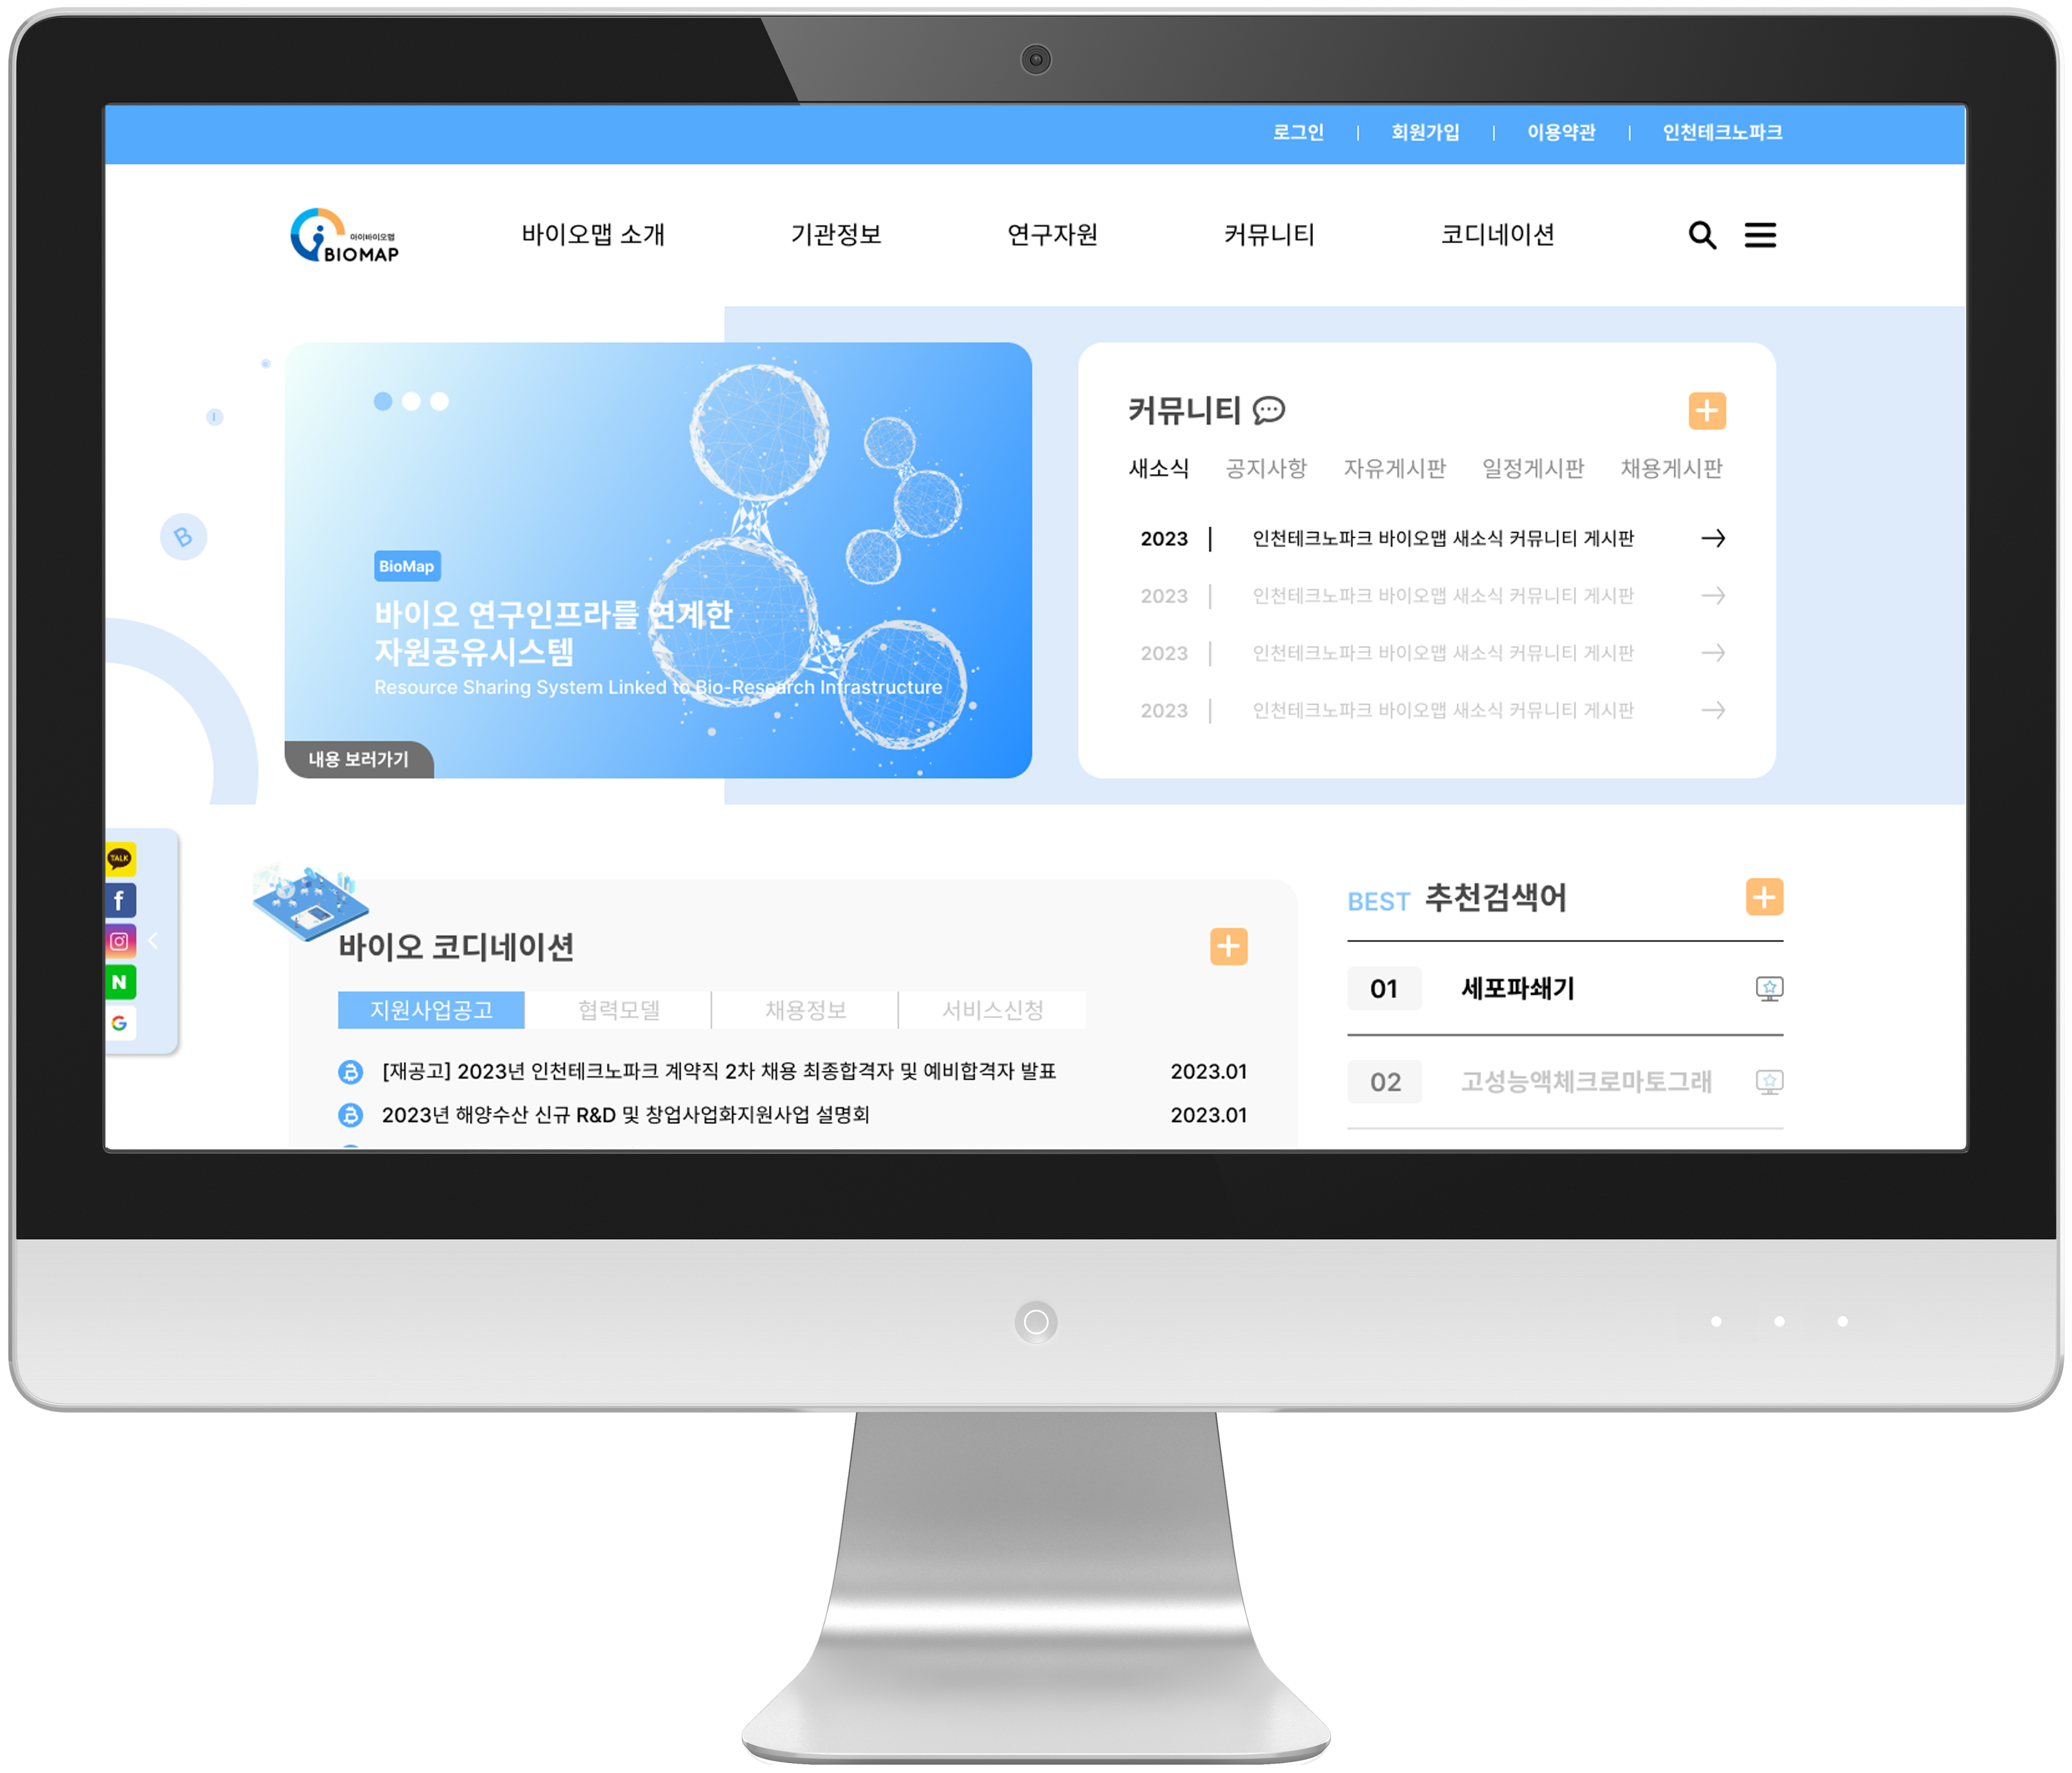 로그인 회원가입 이용약관 인천테크노파크
아이바이오맵
BIOMAP
바이오맵 소개 기관정보 연구자원 커뮤니티 코디네이션
BioMap
바이오 연구인프라를 연계한
자원공유시스템
Resource Sharing System Linked to Bio-Research Infrastructure
내용 보러가기
B
커뮤니티
새소식 공지사항 자유게시판 일정게시판 채용게시판
2023 인천테크노파크 바이오맵 새소식 커뮤니티 게시판
2023 인천테크노파크 바이오맵 새소식 커뮤니티 게시판
2023 인천테크노파크 바이오맵 새소식 커뮤니티 게시판
2023 인천테크노파크 바이오맵 새소식 커뮤니티 게시판
TALK
f
N
G
바이오 코디네이션
지원사업공고 협력모델 채용정보 서비스신청
[재공고] 2023년 인천테크노파크 계약직 2차 채용 최종합격자 및 예비합격자 발표 2023.01
2023년 해양수산 신규 R&D 및 창업사업화지원사업 설명회 2023.01
BEST 추천검색어
01 세포파쇄기
02 고성능액체크로마토그래